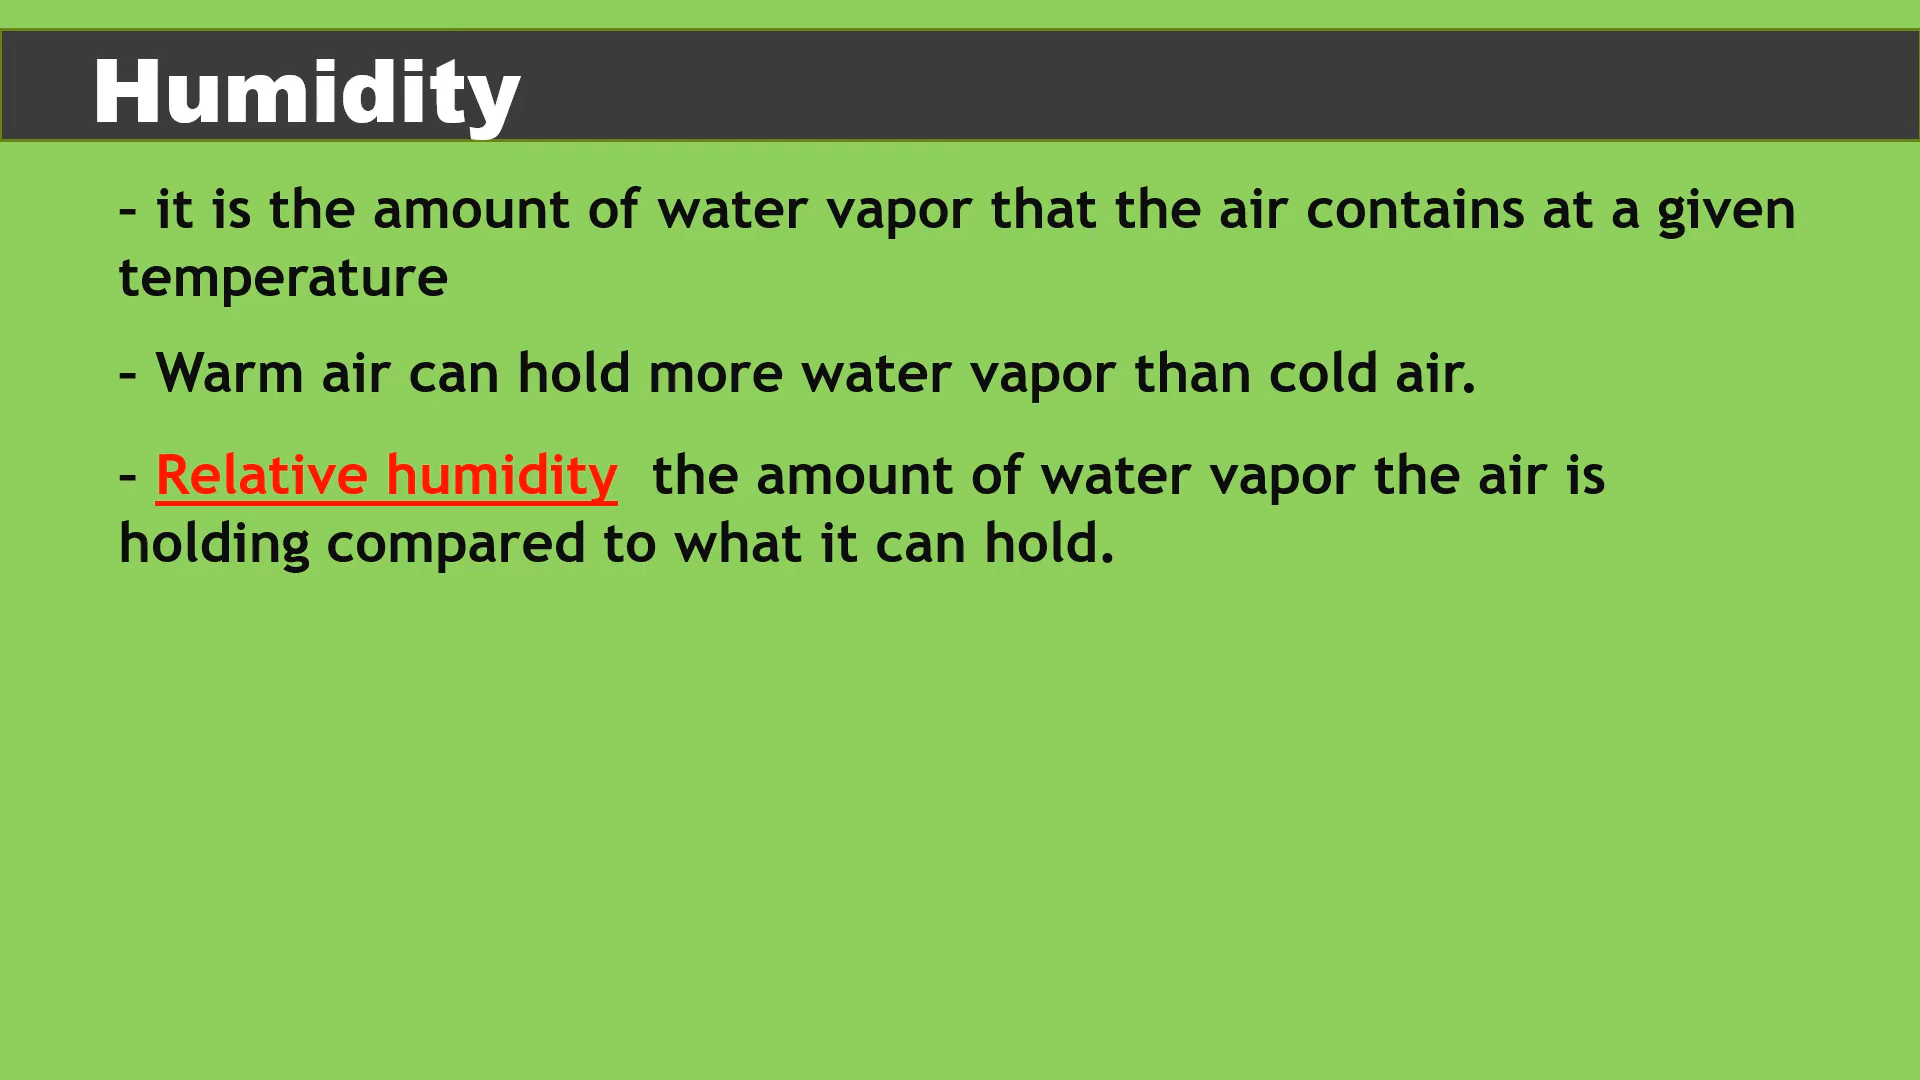 Humidity
– it is the amount of water vapor that the air contains at a given
temperature
– Warm air can hold more water vapor than cold air.
– Relative humidity  the amount of water vapor the air is
holding compared to what it can hold.